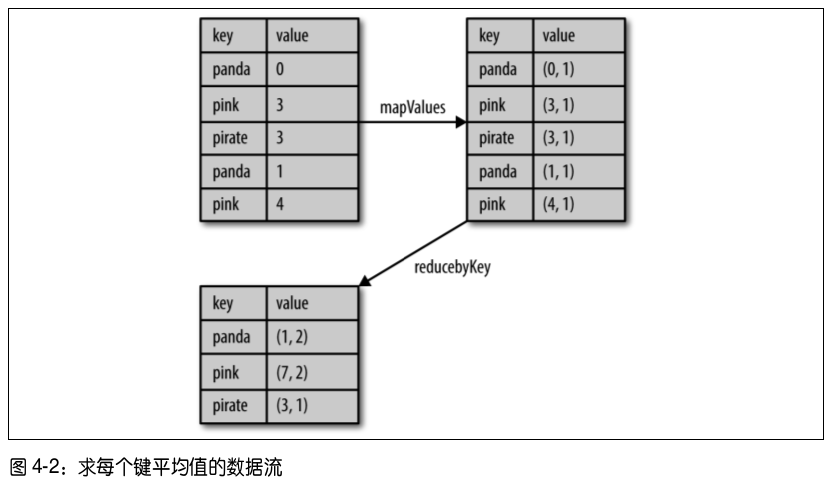 key value
panda 0
pink 3
pirate 3
panda 1
pink 4
mapValues
key value
panda (0, 1)
pink (3, 1)
pirate (3, 1)
panda (1, 1)
pink (4, 1)
reducebyKey
key value
panda (1, 2)
pink (7, 2)
pirate (3, 1)
图 4-2：求每个键平均值的数据流